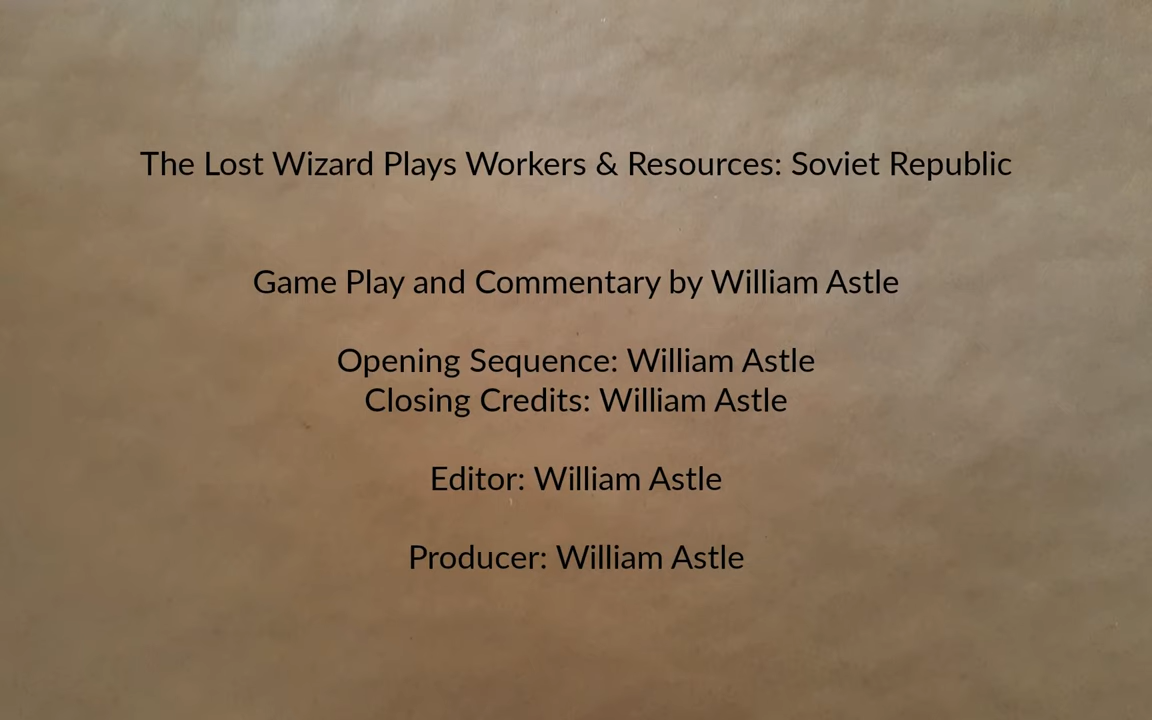 The Lost Wizard Plays Workers & Resources: Soviet Republic
Game Play and Commentary by William Astle
Opening Sequence: William Astle
Closing Credits: William Astle
Editor: William Astle
Producer: William Astle